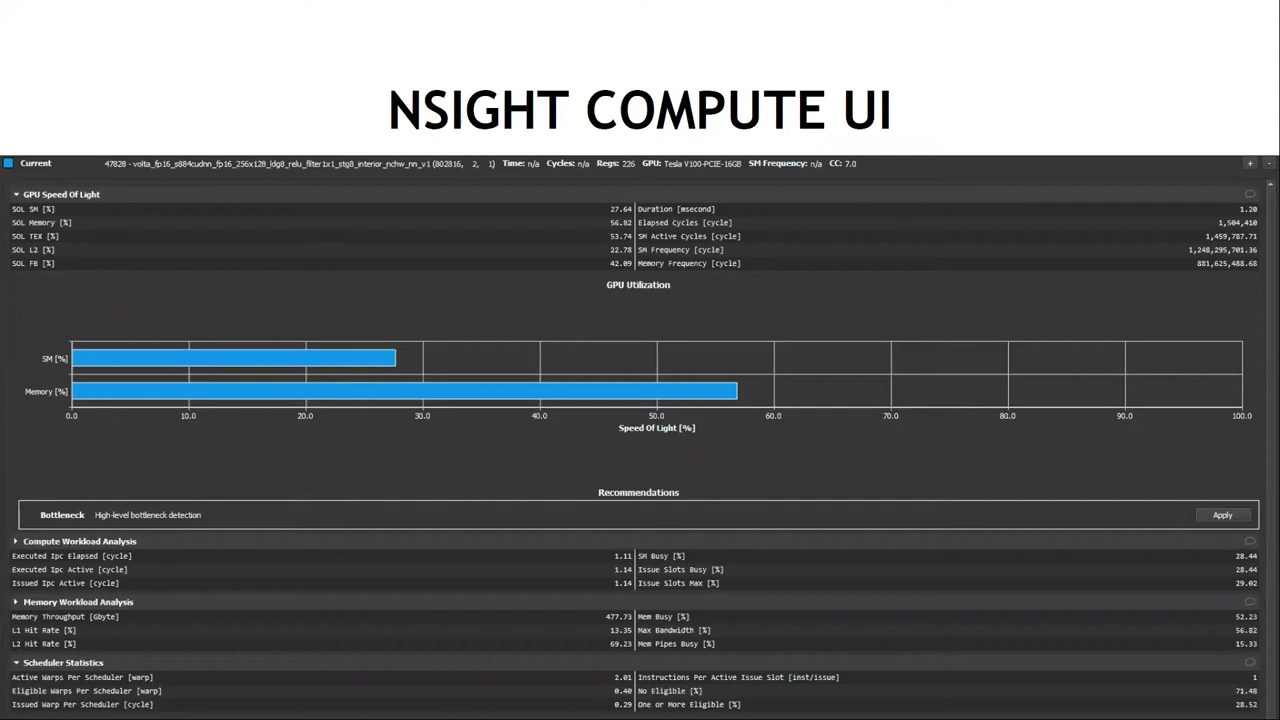 NSIGHT COMPUTE UI
Current 47828 - volta_fp16_s884cudnn_fp16_256x128_ldg8_relu_filter1x1_stg8_interior_nchw_nn_v1 (802816, 2, 1) Time: n/a Cycles: n/a Regs: 226 GPU: Tesla V100-PCIE-16GB SM Frequency: n/a CC: 7.0 + -
GPU Speed Of Light
SOL SM [%] 27.64 Duration [msecond] 1.20
SOL Memory [%] 56.82 Elapsed Cycles [cycle] 1,504,410
SOL TEX [%] 53.74 SM Active Cycles [cycle] 1,459,787.71
SOL L2 [%] 22.78 SM Frequency [cycle] 1,248,295,701.36
SOL FB [%] 42.09 Memory Frequency [cycle] 881,625,488.68
GPU Utilization
SM [%]
Memory [%]
0.0 10.0 20.0 30.0 40.0 50.0 60.0 70.0 80.0 90.0 100.0
Speed Of Light [%]
Recommendations
Bottleneck High-level bottleneck detection Apply
Compute Workload Analysis
Executed Ipc Elapsed [cycle] 1.11 SM Busy [%] 28.44
Executed Ipc Active [cycle] 1.14 Issue Slots Busy [%] 28.44
Issued Ipc Active [cycle] 1.14 Issue Slots Max [%] 29.02
Memory Workload Analysis
Memory Throughput [Gbyte] 477.73 Mem Busy [%] 52.23
L1 Hit Rate [%] 13.35 Max Bandwidth [%] 56.82
L2 Hit Rate [%] 69.23 Mem Pipes Busy [%] 15.33
Scheduler Statistics
Active Warps Per Scheduler [warp] 2.01 Instructions Per Active Issue Slot [inst/issue] 1
Eligible Warps Per Scheduler [warp] 0.40 No Eligible [%] 71.48
Issued Warp Per Scheduler [cycle] 0.29 One or More Eligible [%] 28.52